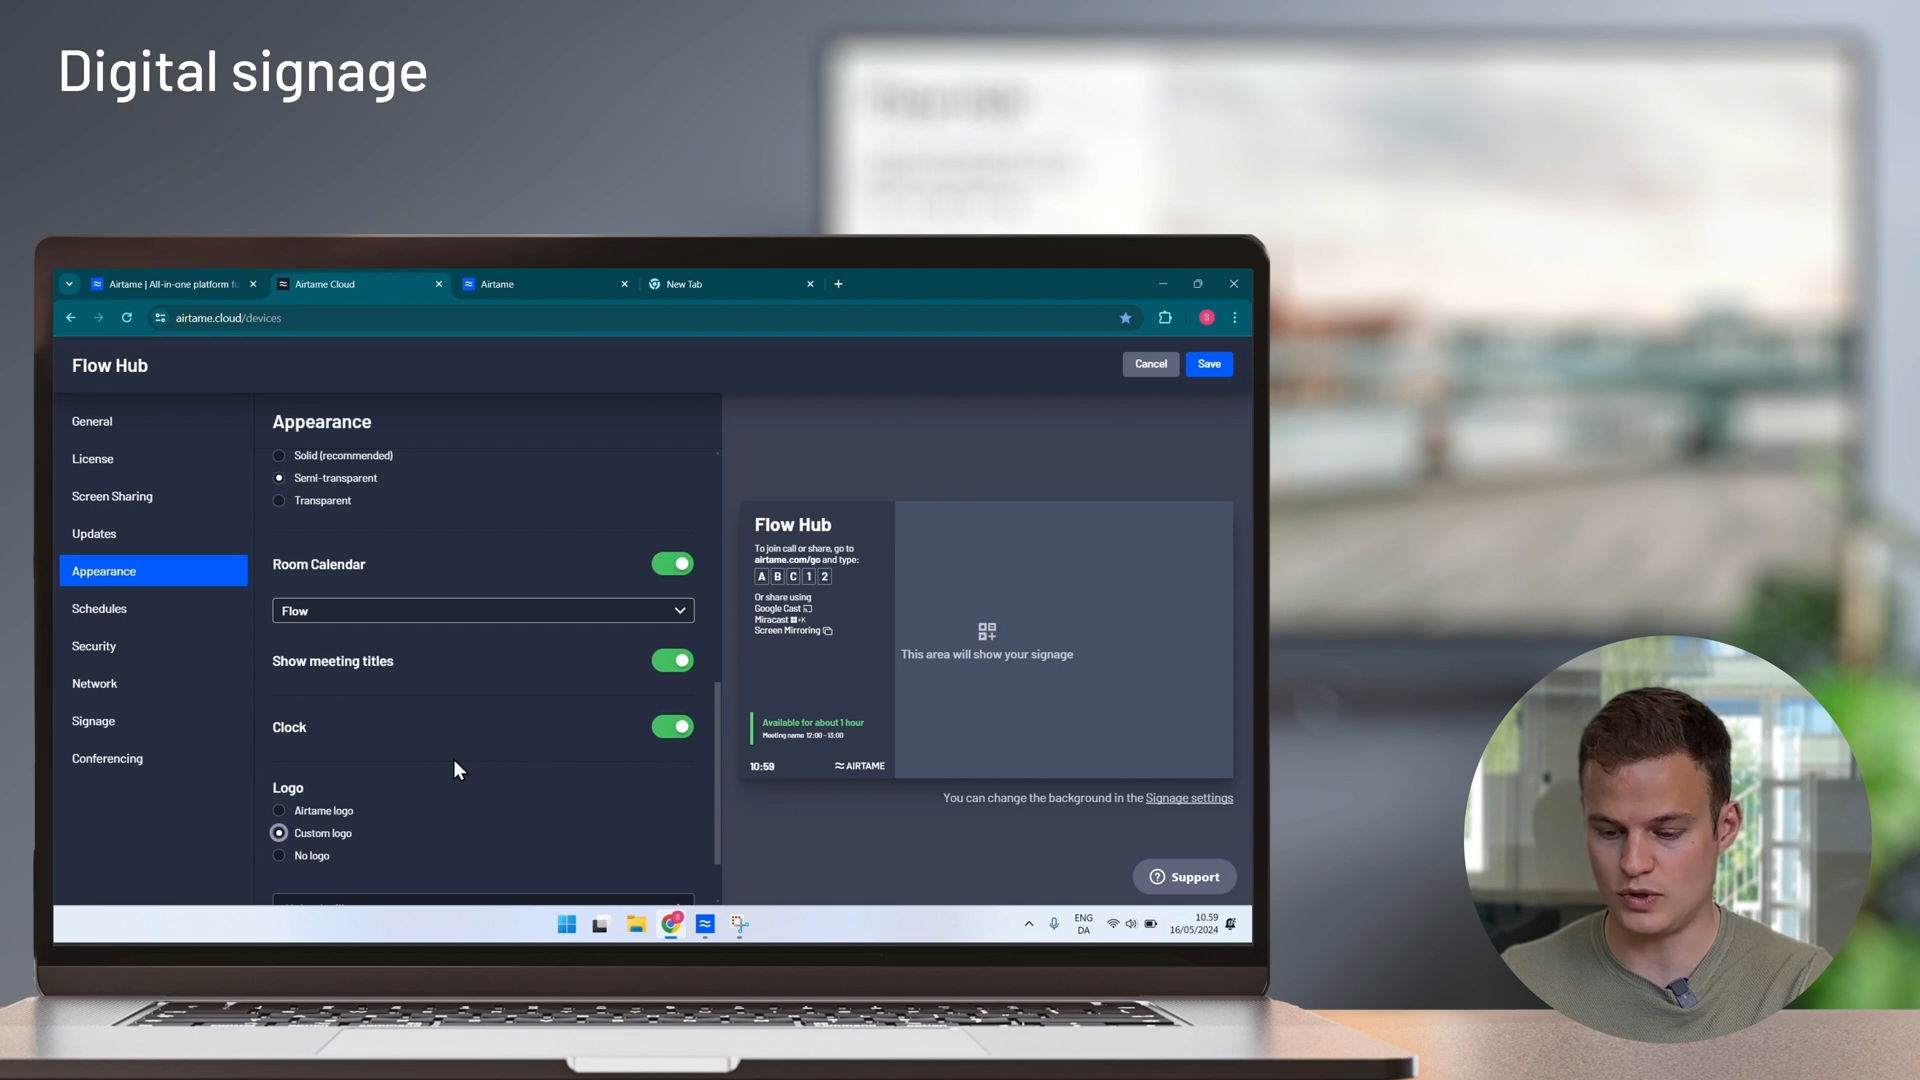 Digital signage
Airtame | All-in-one platform fo
Airtame Cloud
Airtame
New Tab
airtame.cloud/devices
S
Flow Hub
Cancel
Save
General
License
Screen Sharing
Updates
Appearance
Schedules
Security
Network
Signage
Conferencing
Appearance
Solid (recommended)
Semi-transparent
Transparent
Room Calendar
Flow
Show meeting titles
Clock
Logo
Airtame logo
Custom logo
No logo
Flow Hub
To join call or share, go to
airtame.com/go and type:
A B C 1 2
Or share using
Google Cast
Miracast +K
Screen Mirroring
Available for about 1 hour
Meeting name 12:00 - 13:00
10:59
AIRTAME
This area will show your signage
You can change the background in the Signage settings
Support
ENG
DA
10.59
16/05/2024